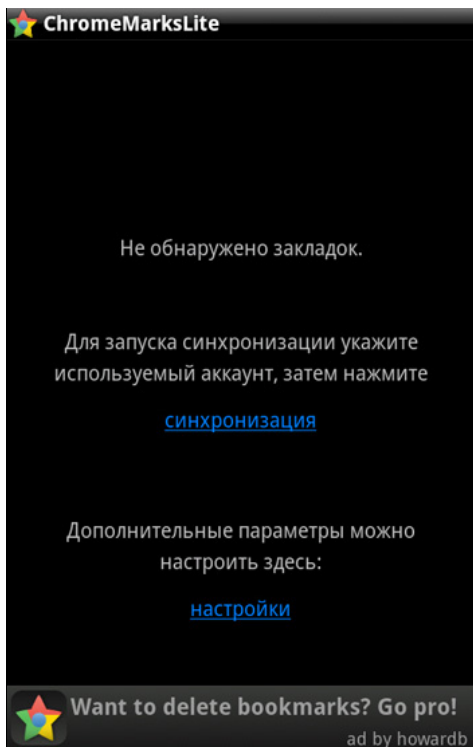 ChromeMarksLite
Не обнаружено закладок.
Для запуска синхронизации укажите
используемый аккаунт, затем нажмите
синхронизация
Дополнительные параметры можно
настроить здесь:
настройки
Want to delete bookmarks? Go pro!
ad by howardb